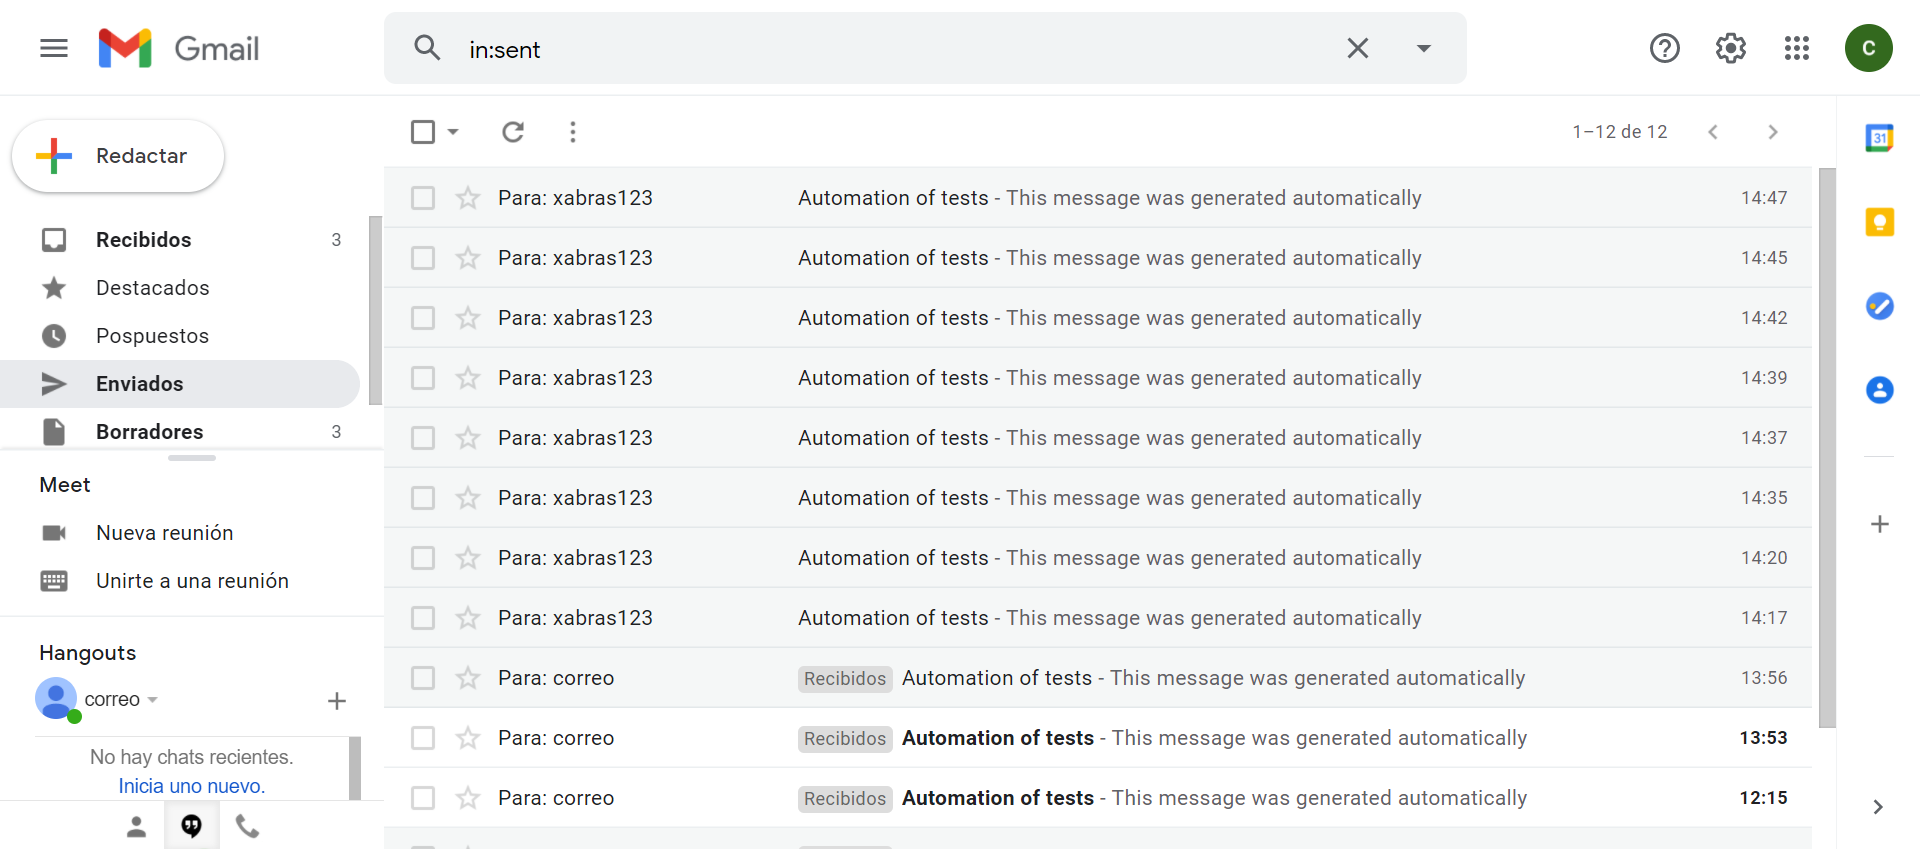 Gmail
in:sent
C
Redactar
1–12 de 12
31
Recibidos 3
Destacados
Pospuestos
Enviados
Borradores 3
Meet
Nueva reunión
Unirte a una reunión
Hangouts
correo
No hay chats recientes.
Inicia uno nuevo.
Para: xabras123 Automation of tests - This message was generated automatically 14:47
Para: xabras123 Automation of tests - This message was generated automatically 14:45
Para: xabras123 Automation of tests - This message was generated automatically 14:42
Para: xabras123 Automation of tests - This message was generated automatically 14:39
Para: xabras123 Automation of tests - This message was generated automatically 14:37
Para: xabras123 Automation of tests - This message was generated automatically 14:35
Para: xabras123 Automation of tests - This message was generated automatically 14:20
Para: xabras123 Automation of tests - This message was generated automatically 14:17
Para: correo Recibidos Automation of tests - This message was generated automatically 13:56
Para: correo Recibidos Automation of tests - This message was generated automatically 13:53
Para: correo Recibidos Automation of tests - This message was generated automatically 12:15